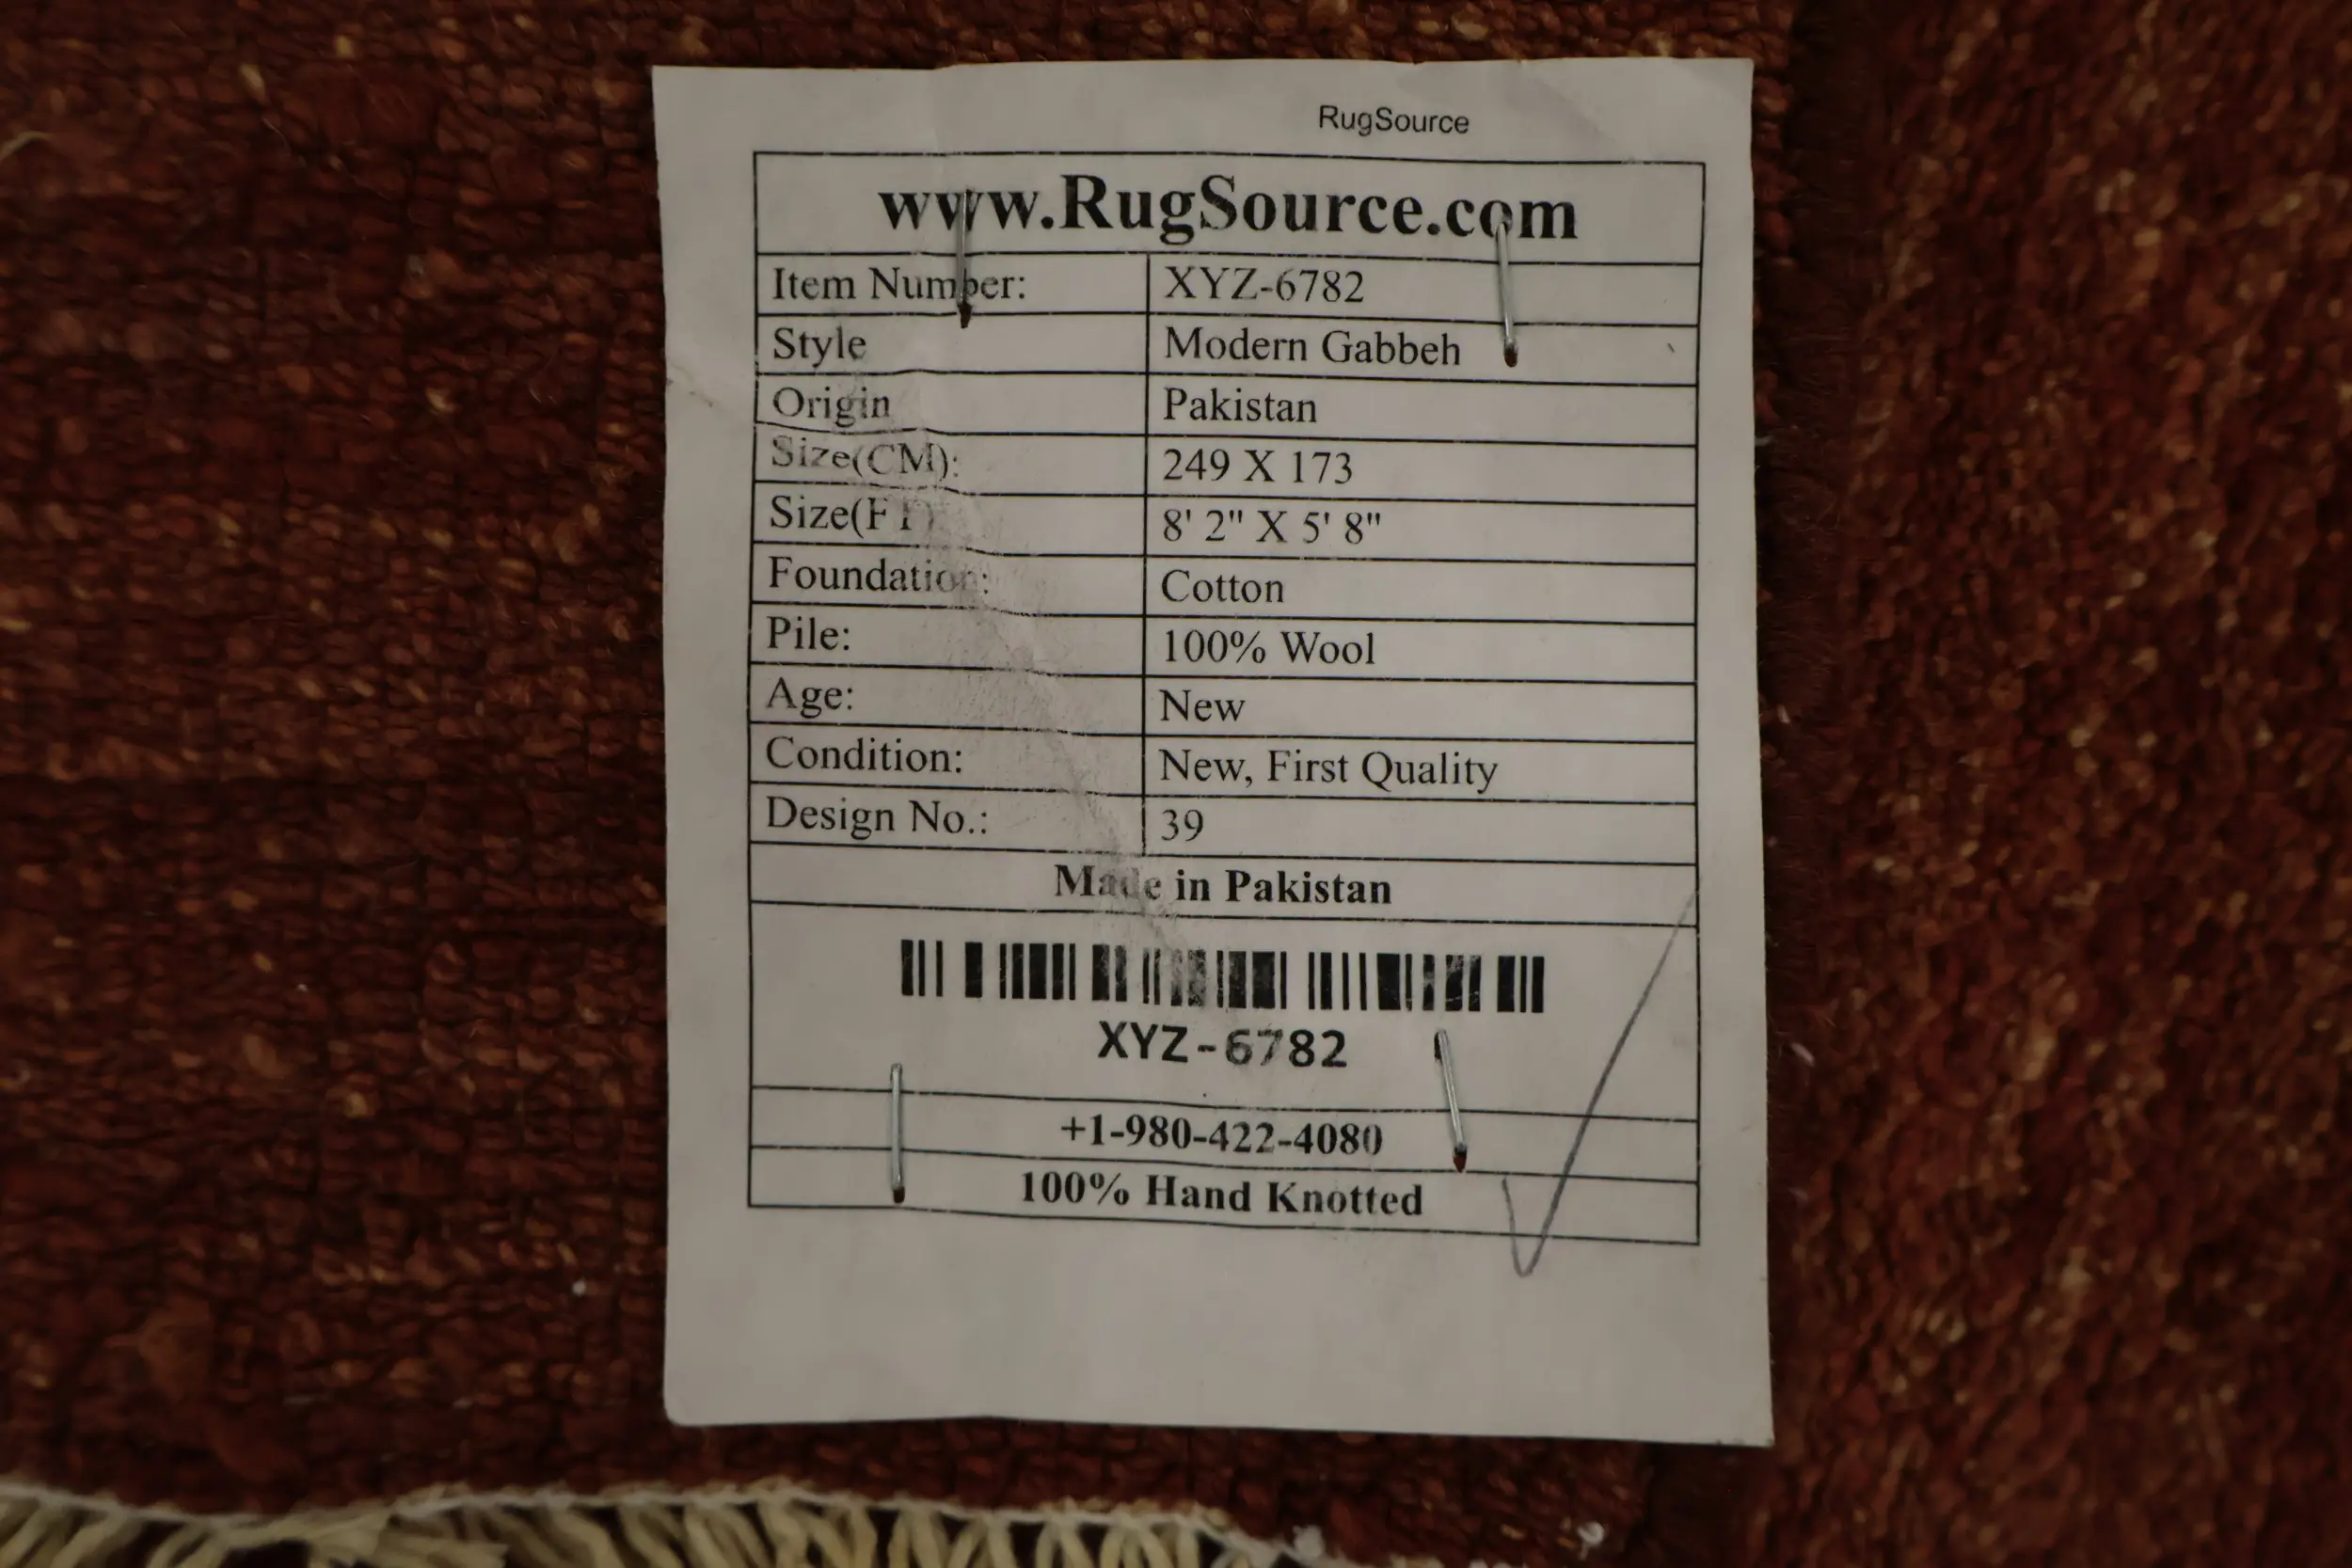 RugSource
www.RugSource.com
Item Number: XYZ-6782
Style Modern Gabbeh
Origin Pakistan
Size(CM): 249 X 173
Size(FT) 8' 2" X 5' 8"
Foundation: Cotton
Pile: 100% Wool
Age: New
Condition: New, First Quality
Design No.: 39
Made in Pakistan
XYZ-6782
+1-980-422-4080
100% Hand Knotted